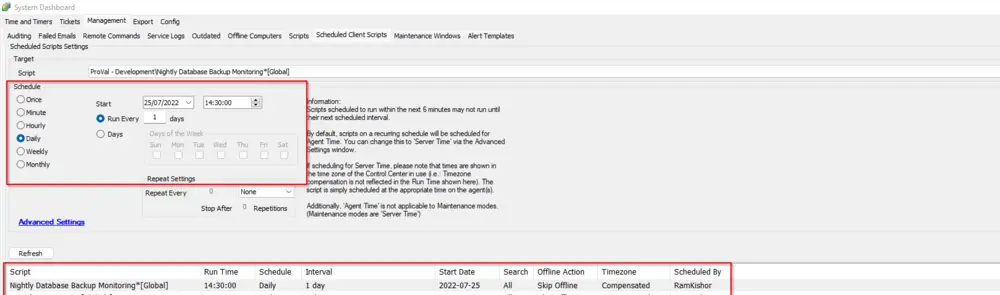 System Dashboard
Time and Timers Tickets Management Export Config
Auditing Failed Emails Remote Commands Service Logs Outdated Offline Computers Scripts Scheduled Client Scripts Maintenance Windows Alert Templates
Scheduled Scripts Settings
Target
Script ProVal - Development\Nightly Database Backup Monitoring*[Global]
Schedule
Once
Minute
Hourly
Daily
Weekly
Monthly
Start 25/07/2022 14:30:00
Run Every 1 days
Days
Days of the Week
Sun Mon Tue Wed Thu Fri Sat
Repeat Settings
Repeat Every 0 None
Stop After 0 Repetitions
Advanced Settings
nformation:
Scripts scheduled to run within the next 6 minutes may not run until
their next scheduled interval.
By default, scripts on a recurring schedule will be scheduled for
Agent Time. You can change this to 'Server Time' via the Advanced
Settings window.
If scheduling for Server Time, please note that times are shown in
the time zone of the Control Center in use (i.e.: Timezone
compensation is not reflected in the Run Time shown here). The
script is simply scheduled at the appropriate time on the agent(s).
Additionally, 'Agent Time' is not applicable to Maintenance modes.
(Maintenance modes are 'Server Time')
Refresh
Script Run Time Schedule Interval Start Date Search Offline Action Timezone Scheduled By
Nightly Database Backup Monitoring*[Global] 14:30:00 Daily 1 day 2022-07-25 All Skip Offline Compensated RamKishor